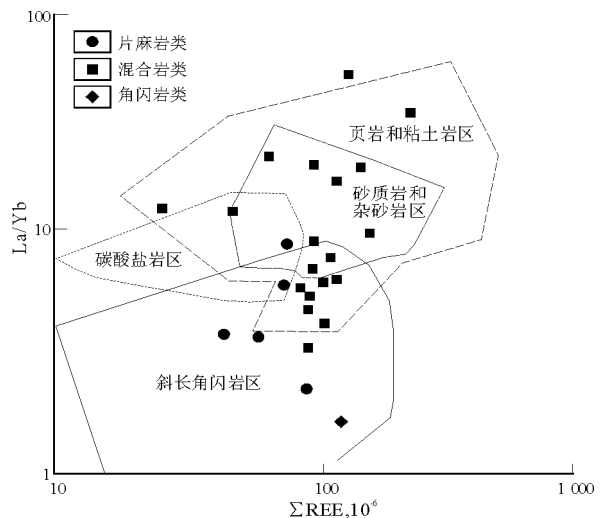 100
片麻岩类
混合岩类
角闪岩类
页岩和粘土岩区
砂质岩和
杂砂岩区
La/Yb
10
碳酸盐岩区
斜长角闪岩区
1
10
100
1 000
ΣREE,10⁻⁶